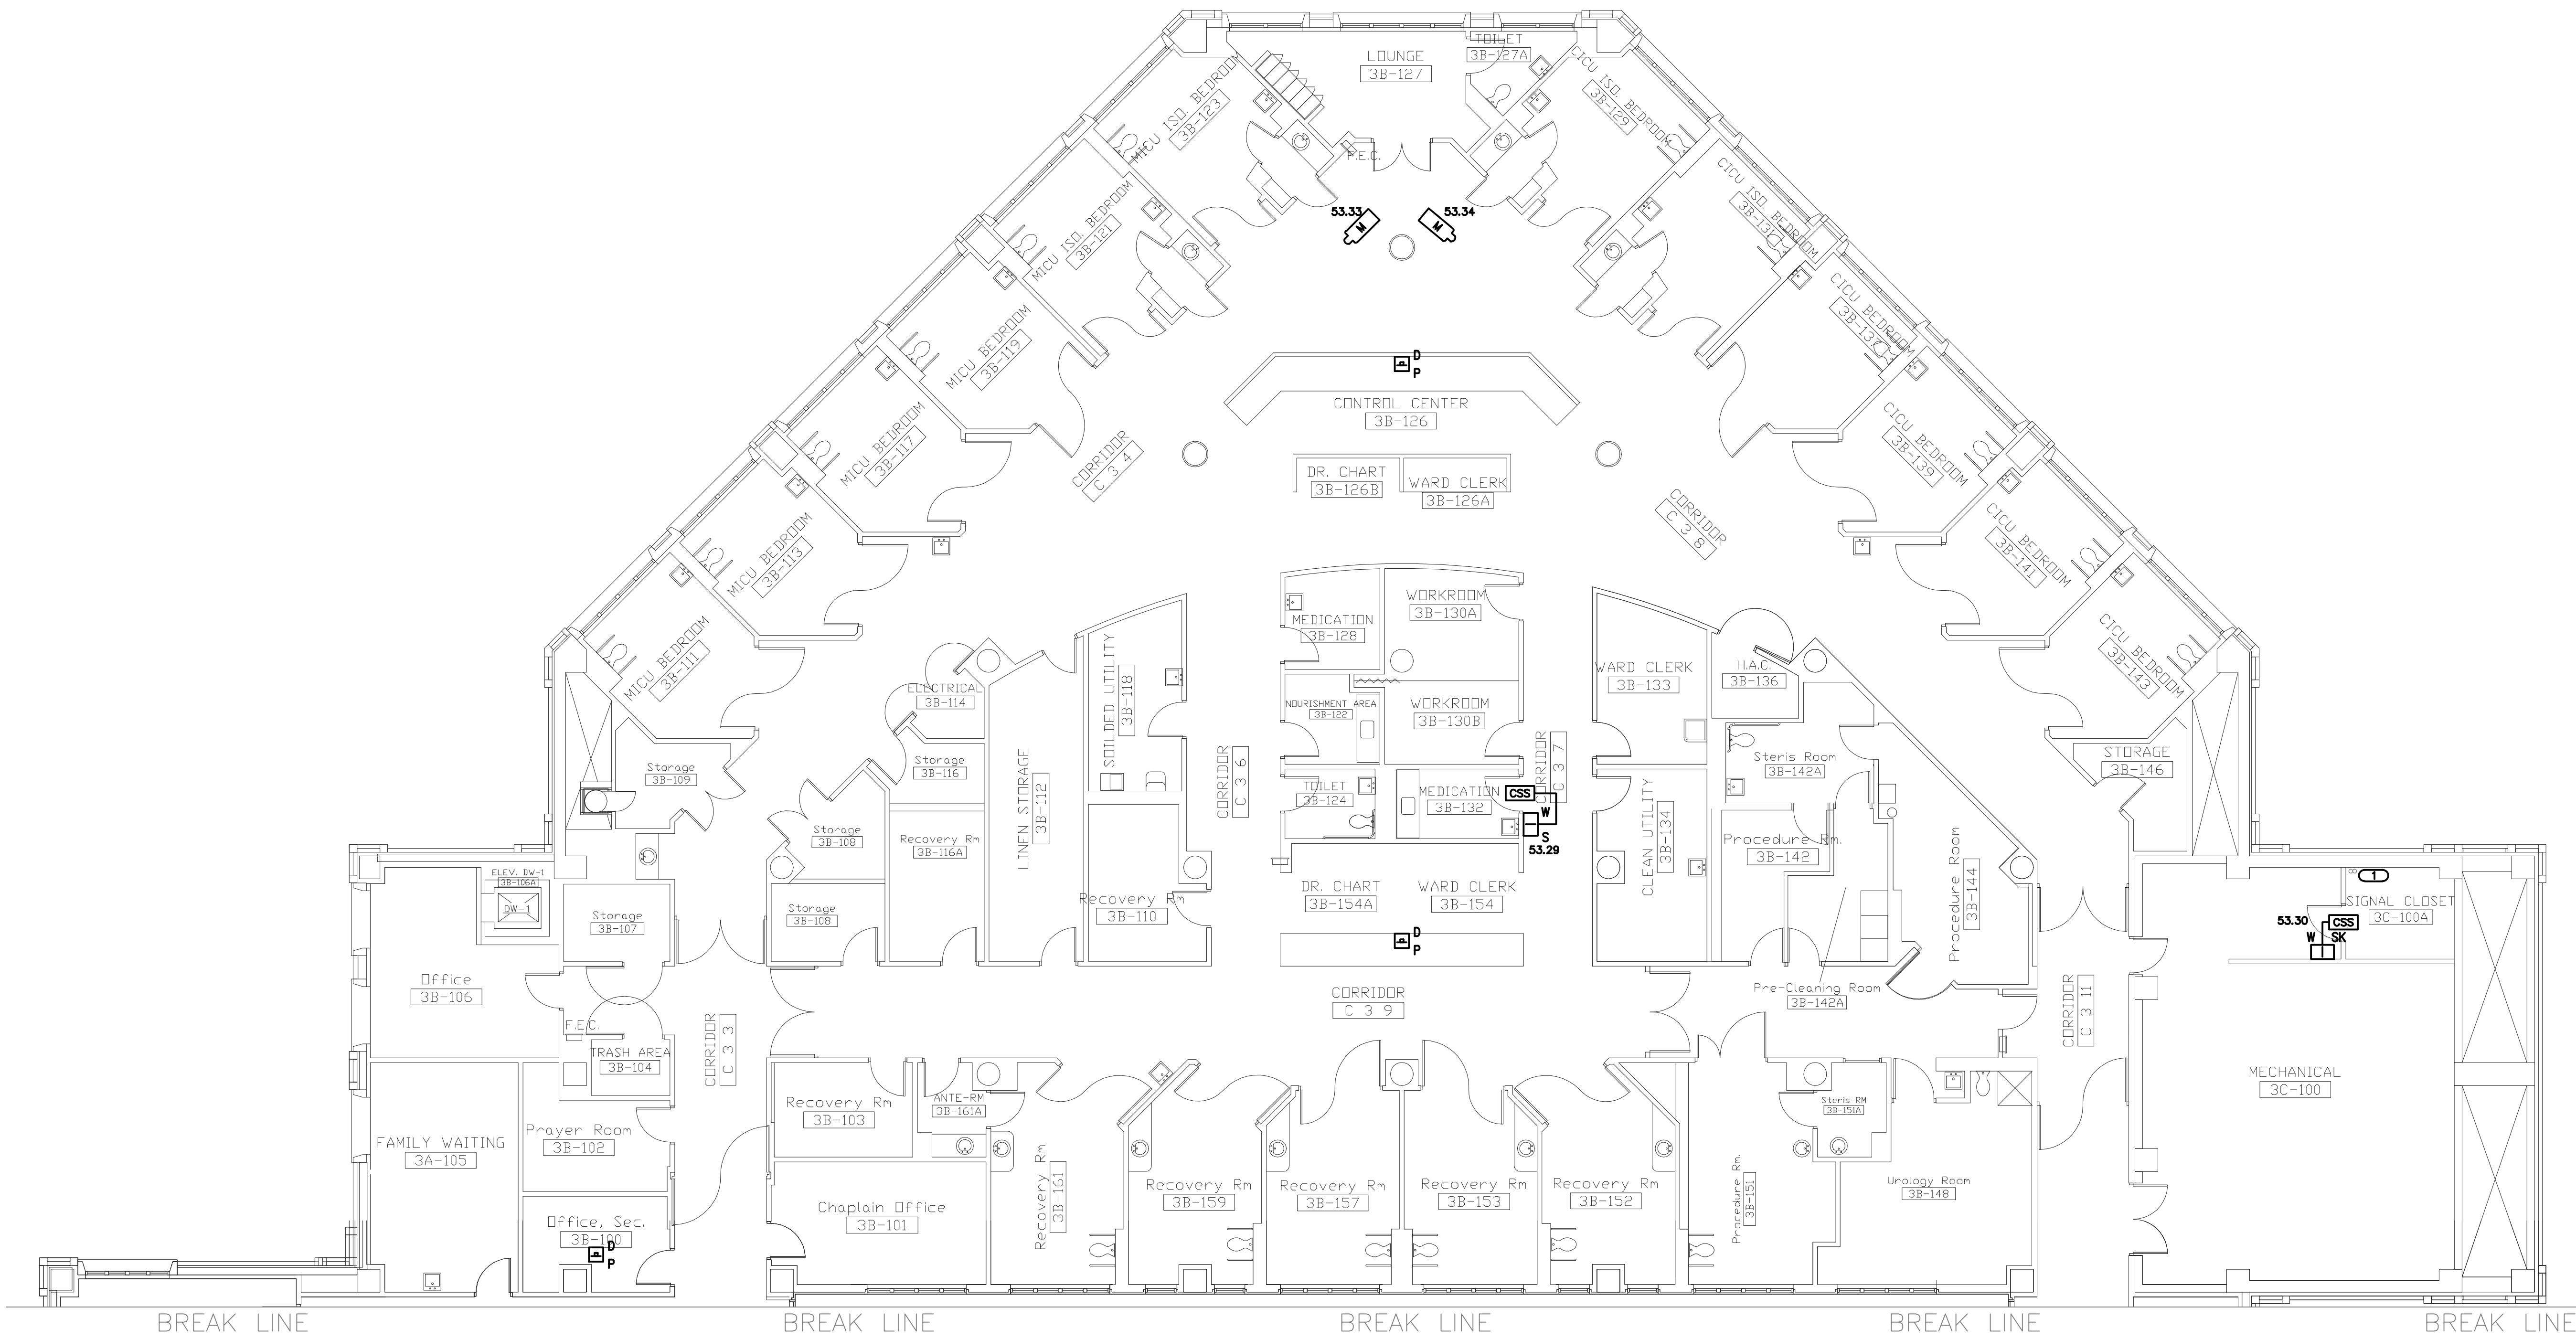 LOUNGE
3B-127
TOILET
3B-127A
MICU ISO. BEDROOM
3B-123
CICU ISO. BEDROOM
3B-129
F.E.C.
MICU ISO. BEDROOM
3B-121
CICU ISO. BEDROOM
3B-131
53.33
M
53.34
M
MICU BEDROOM
3B-119
CICU BEDROOM
3B-137
D
P
CONTROL CENTER
3B-126
MICU BEDROOM
3B-117
CORRIDOR
C 3 4
CICU BEDROOM
3B-139
DR. CHART
3B-126B
WARD CLERK
3B-126A
CORRIDOR
C 3 8
MICU BEDROOM
3B-113
CICU BEDROOM
3B-141
MICU BEDROOM
3B-111
MEDICATION
3B-128
WORKROOM
3B-130A
WARD CLERK
3B-133
H.A.C.
3B-136
CICU BEDROOM
3B-143
ELECTRICAL
3B-114
SOILDED UTILITY
3B-118
NOURISHMENT AREA
3B-122
WORKROOM
3B-130B
Storage
3B-109
Storage
3B-116
LINEN STORAGE
3B-112
CORRIDOR
C 3 6
CORRIDOR
C 3 7
Steris Room
3B-142A
STORAGE
3B-146
TOILET
3B-124
MEDICATION
3B-132
CSS
W
S
53.29
CLEAN UTILITY
3B-134
Storage
3B-108
Recovery Rm
3B-116A
Procedure Rm.
3B-142
Procedure Room
3B-144
ELEV. DW-1
3B-106A
DW-1
Storage
3B-107
Storage
3B-108
Recovery Rm
3B-110
DR. CHART
3B-154A
WARD CLERK
3B-154
1
SIGNAL CLOSET
3C-100A
53.30
CSS
W
SK
D
P
Office
3B-106
CORRIDOR
C 3 9
Pre-Cleaning Room
3B-142A
CORRIDOR
C 3 11
F.E.C.
TRASH AREA
3B-104
CORRIDOR
C 3 3
MECHANICAL
3C-100
Recovery Rm
3B-103
ANTE-RM
3B-161A
Steris-RM
3B-151A
FAMILY WAITING
3A-105
Prayer Room
3B-102
Recovery Rm
3B-161
Recovery Rm
3B-159
Recovery Rm
3B-157
Recovery Rm
3B-153
Recovery Rm
3B-152
Procedure Rm.
3B-151
Urology Room
3B-148
Chaplain Office
3B-101
Office, Sec.
3B-100
D
P
BREAK LINE
BREAK LINE
BREAK LINE
BREAK LINE
BREAK LINE